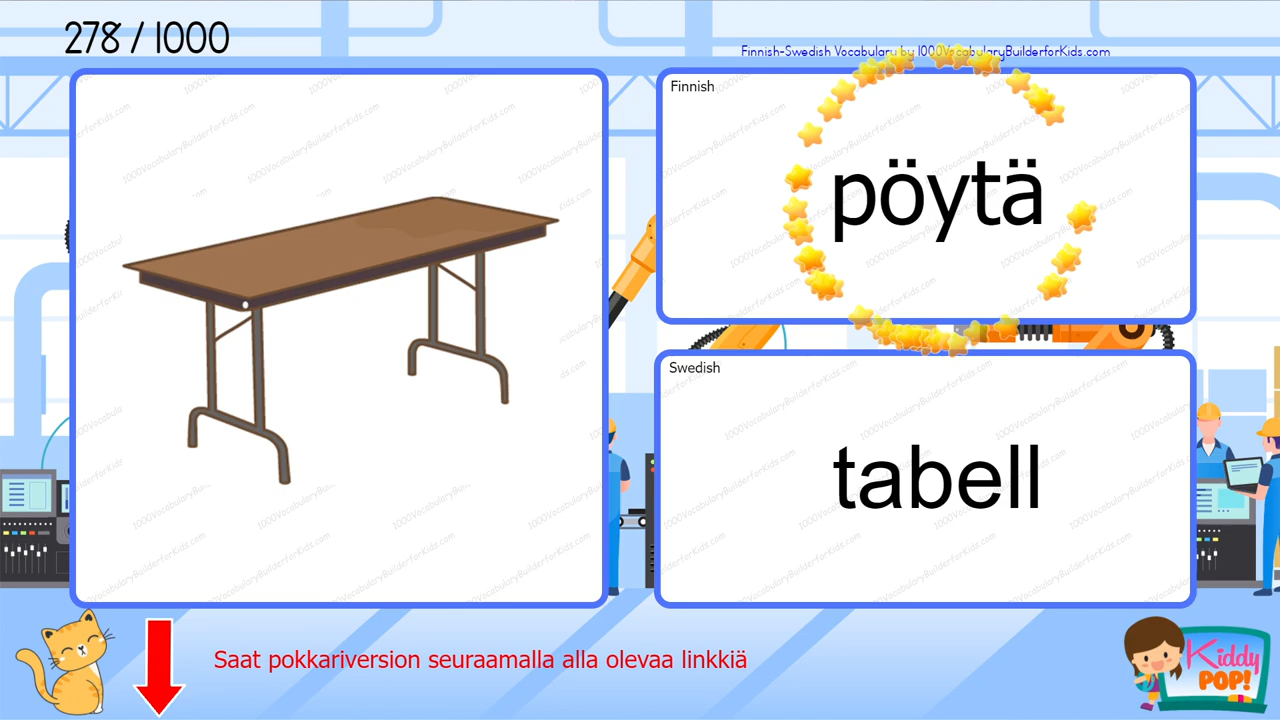 278 / 1000
Finnish-Swedish Vocabulary by 1000VocabularyBuilderforKids.com
Finnish
pöytä
Swedish
tabell
Saat pokkariversion seuraamalla alla olevaa linkkiä
Kiddy
POP!